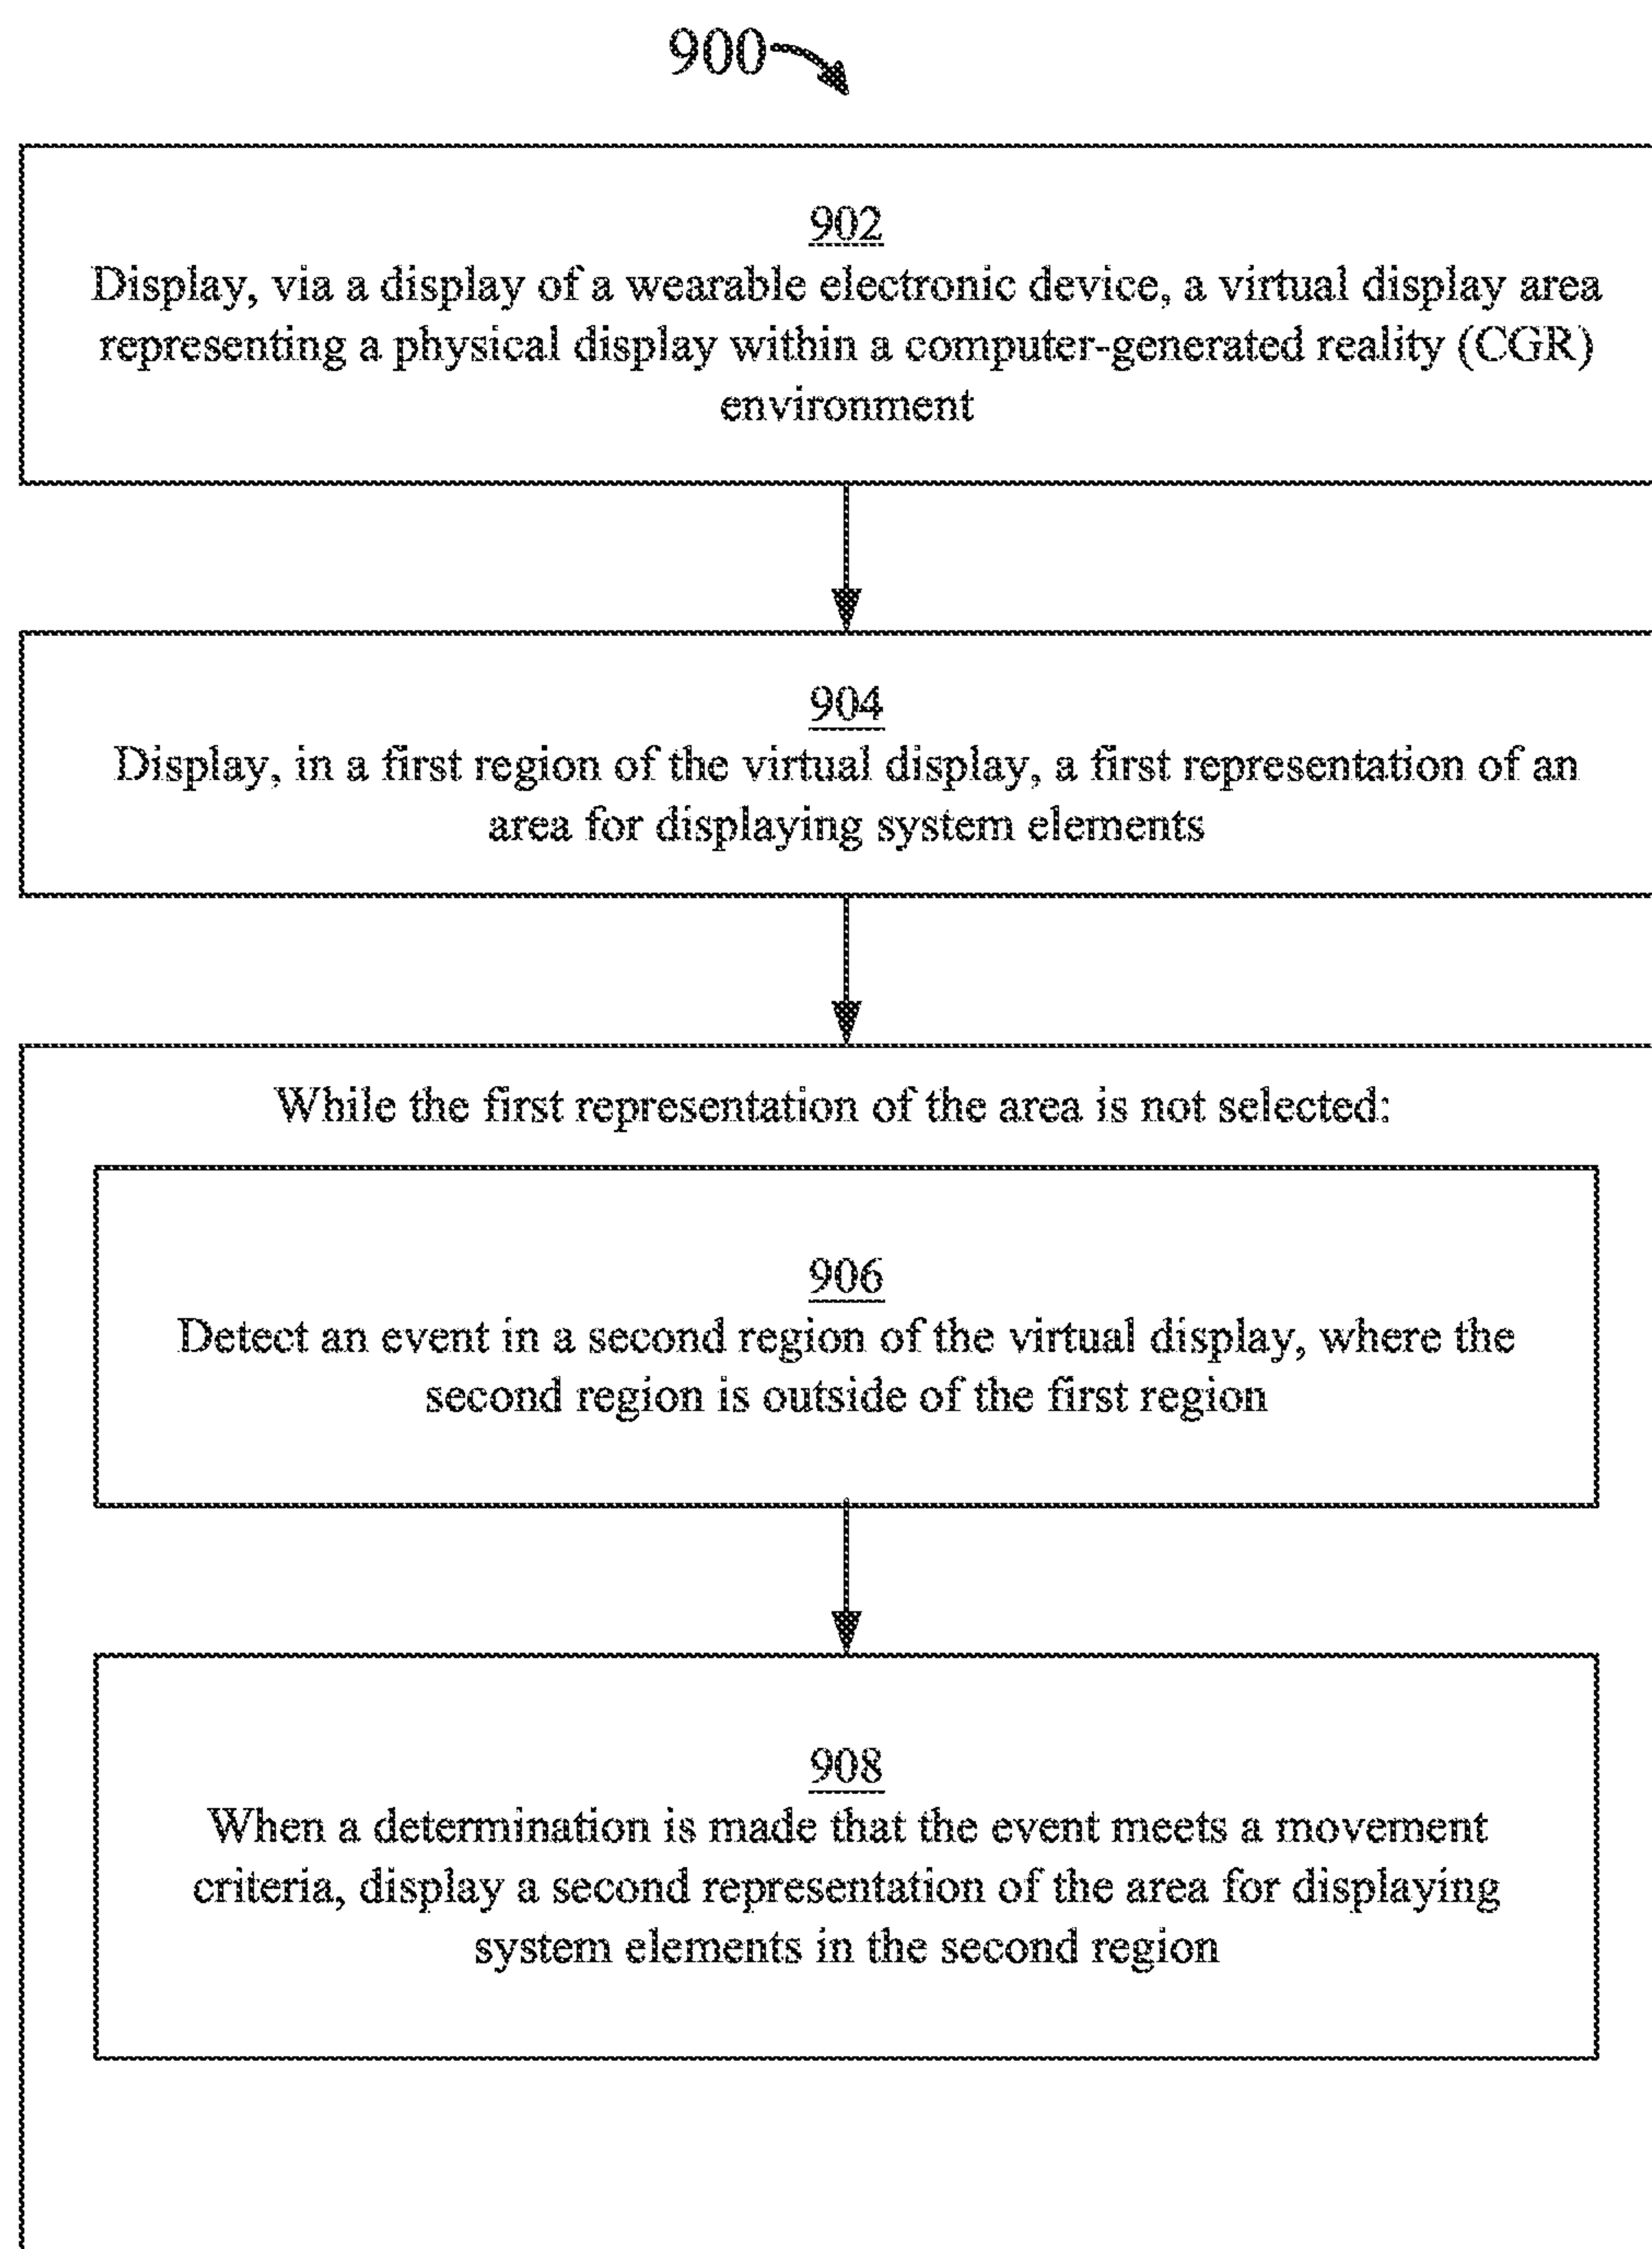 900
902
Display, via a display of a wearable electronic device, a virtual display area
representing a physical display within a computer-generated reality (CGR)
environment
904
Display, in a first region of the virtual display, a first representation of an
area for displaying system elements
While the first representation of the area is not selected:
906
Detect an event in a second region of the virtual display, where the
second region is outside of the first region
908
When a determination is made that the event meets a movement
criteria, display a second representation of the area for displaying
system elements in the second region